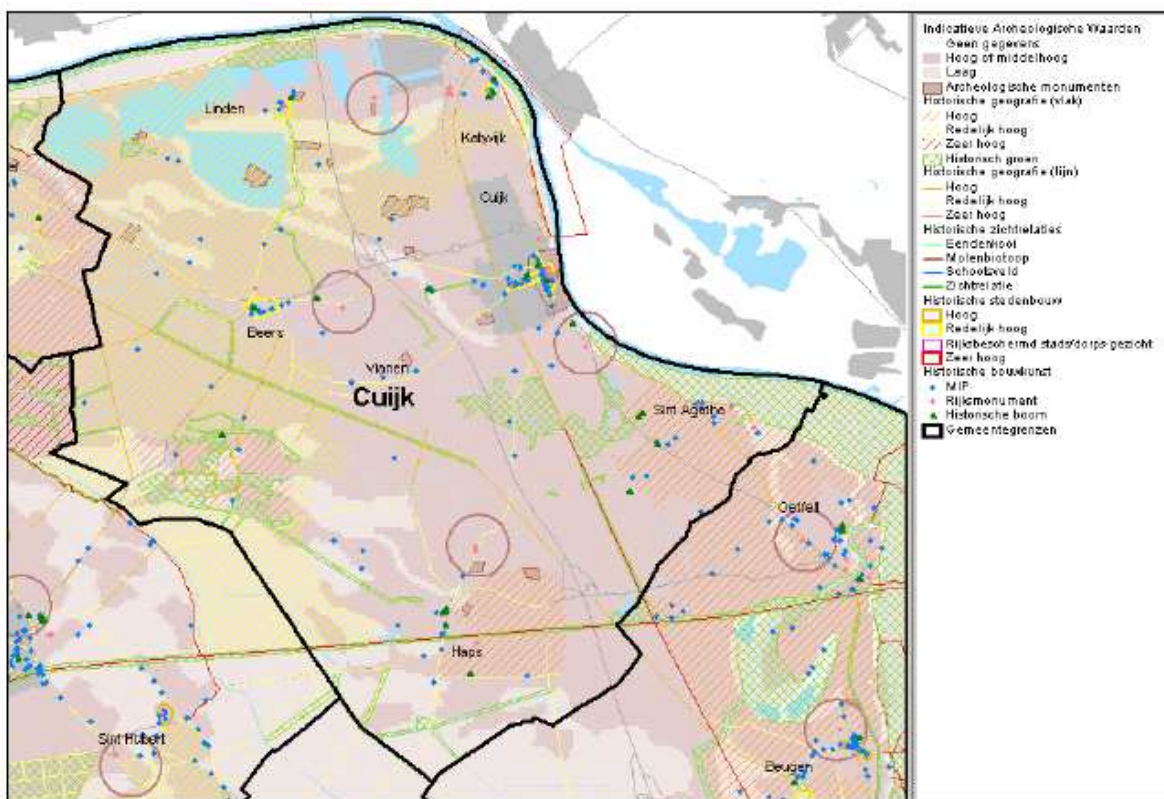 Linden
Katwijk
Cuijk
Beers
Vianen
Cuijk
Sint Agatha
Oeffelt
Haps
Sint Hubert
Beugen
Indicatieve Archeologische Waarden
Geen gegevens
Hoog of middelhoog
Laag
Archeologische monumenten
Historische geografie (vlak)
Hoog
Redelijk hoog
Zeer hoog
Historisch groen
Historische geografie (lijn)
Hoog
Redelijk hoog
Zeer hoog
Historische zichtrelaties
Eendenkooi
Molenbiotoop
Schootsveld
Zichtrelatie
Historische stedenbouw
Hoog
Redelijk hoog
Rijksbeschermd stads/dorps-gezicht
Zeer hoog
Historische bouwkunst
MIP
Rijksmonument
Historische boom
Gemeentegrenzen